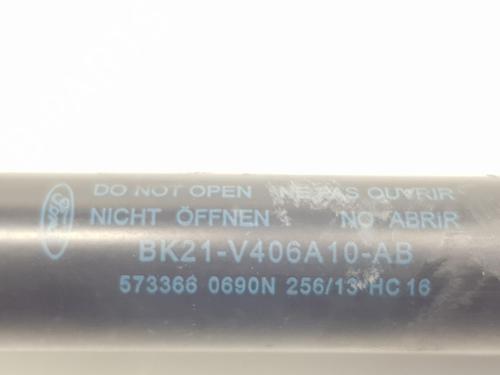 Ford
DO NOT OPEN NE PAS OUVRIR
NICHT ÖFFNEN NO ABRIR
BK21-V406A10-AB
573366 0690N 256/13 HC 16